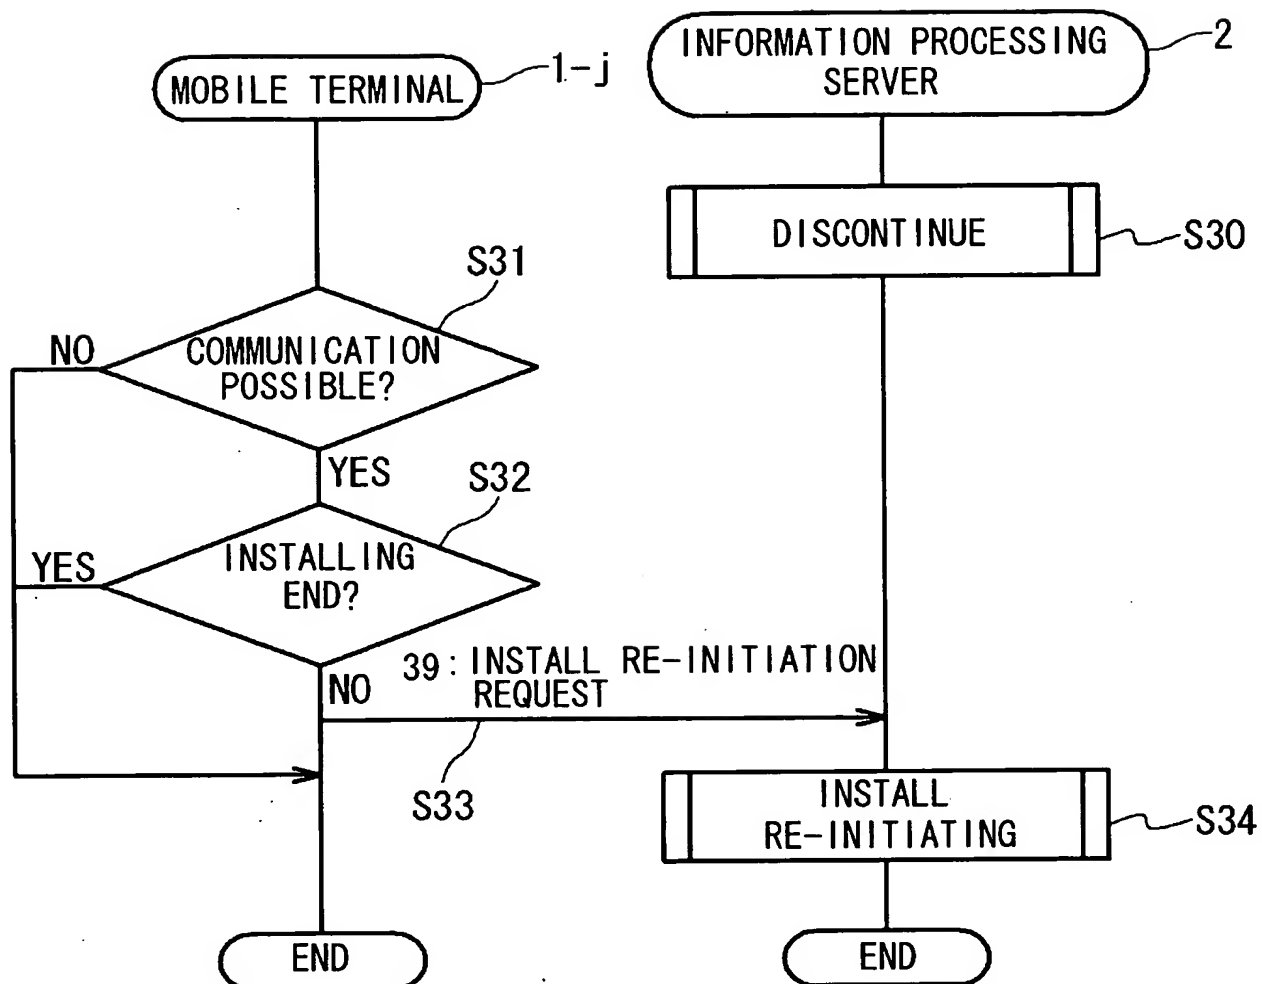 INFORMATION PROCESSING
SERVER
2
MOBILE TERMINAL
1-j
DISCONTINUE
S30
S31
NO
COMMUNICATION
POSSIBLE?
YES
S32
YES
INSTALLING
END?
NO
39:INSTALL RE-INITIATION
REQUEST
S33
INSTALL
RE-INITIATING
S34
END
END